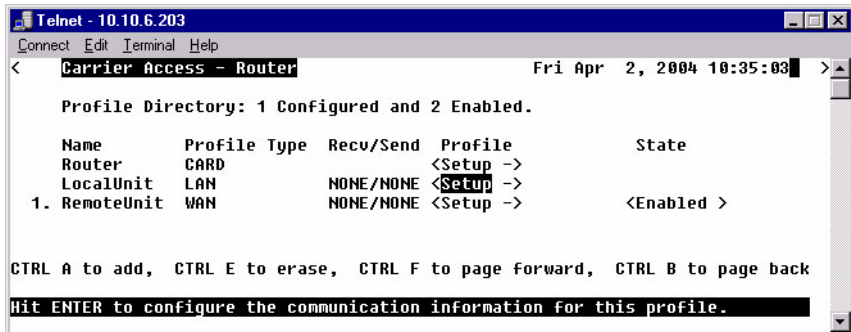 Telnet - 10.10.6.203
Connect Edit Terminal Help
< Carrier Access - Router Fri Apr 2, 2004 10:35:03 >
Profile Directory: 1 Configured and 2 Enabled.
Name Profile Type Recv/Send Profile State
Router CARD <Setup ->
LocalUnit LAN NONE/NONE <Setup ->
1. RemoteUnit WAN NONE/NONE <Setup -> <Enabled >
CTRL A to add, CTRL E to erase, CTRL F to page forward, CTRL B to page back
Hit ENTER to configure the communication information for this profile.